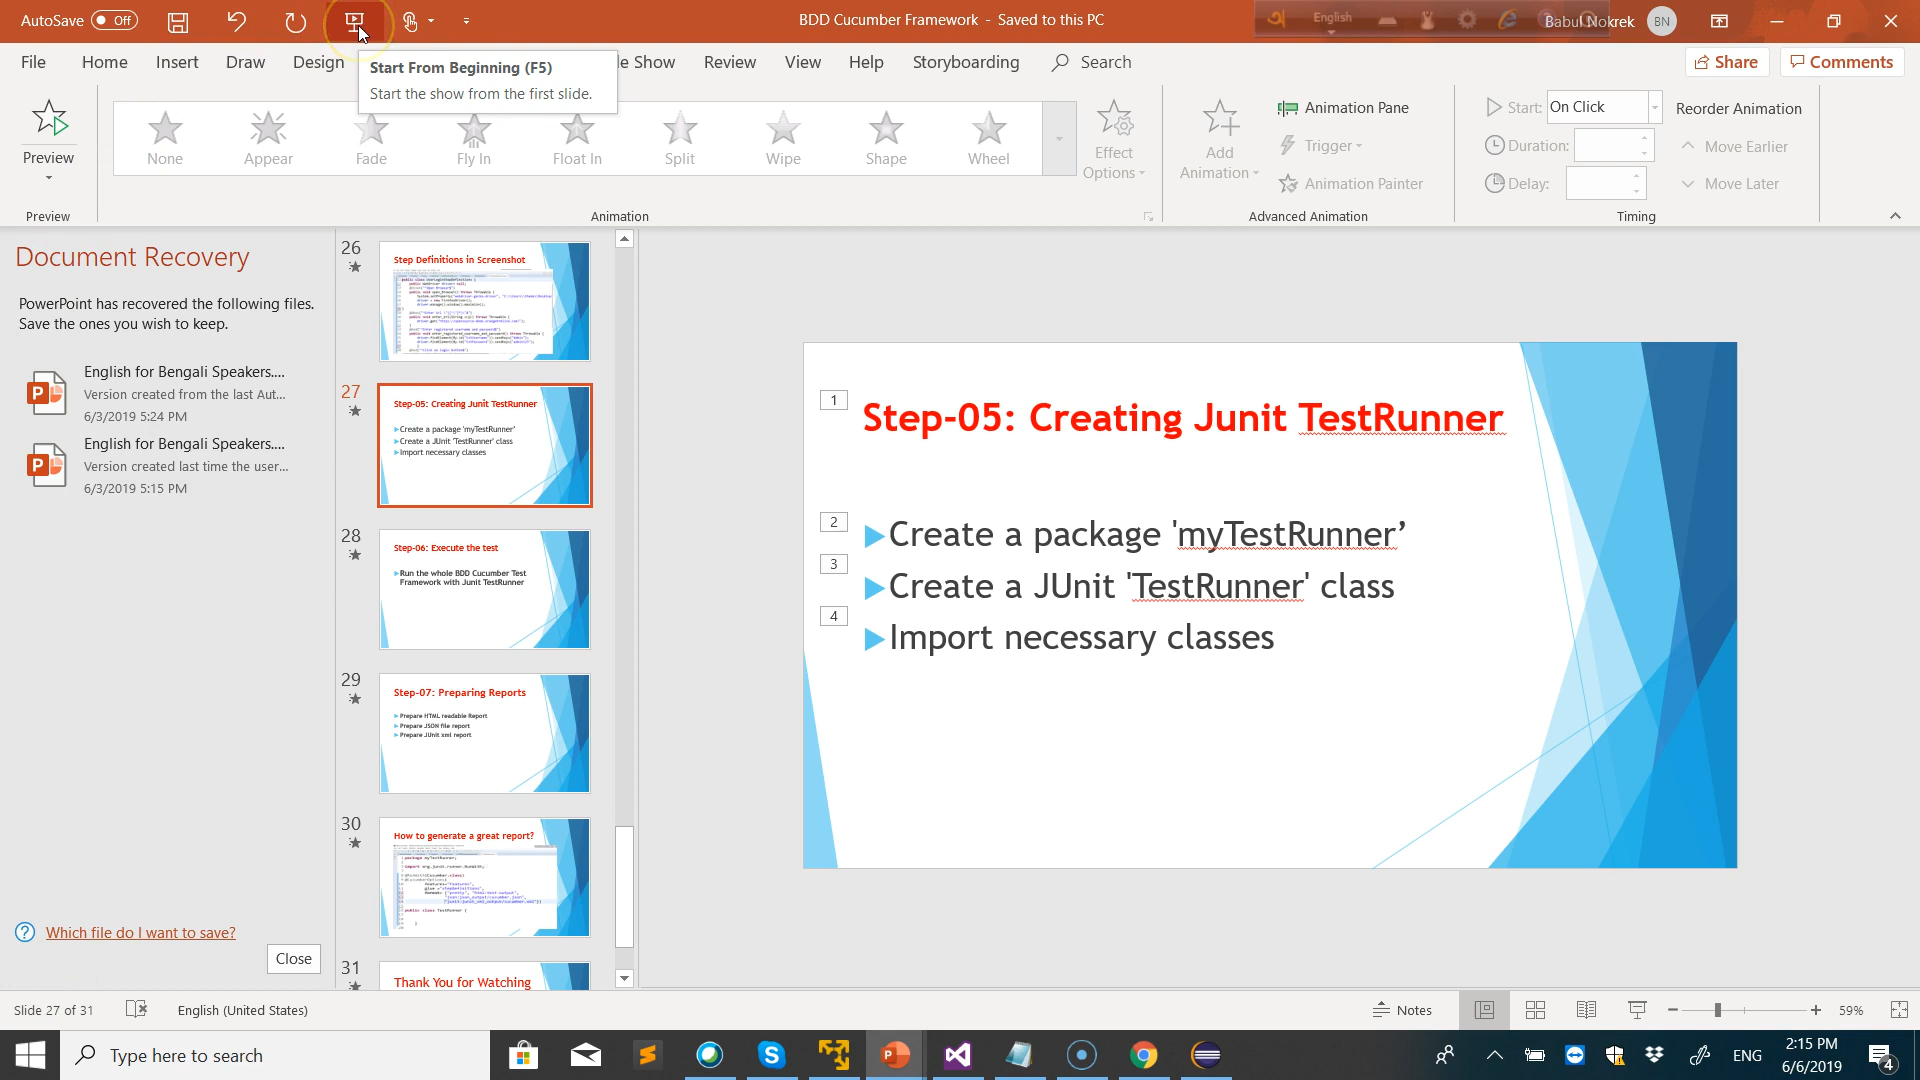 AutoSave Off
BDD Cucumber Framework - Saved to this PC
English
Babul Nokrek BN
File Home Insert Draw Design
e Show Review View Help Storyboarding Search
Share Comments
Start From Beginning (F5)
Start the show from the first slide.
Preview
None Appear Fade Fly In Float In Split Wipe Shape Wheel
Effect
Options
Add
Animation
Animation Pane
Trigger
Animation Painter
Start: On Click
Duration:
Delay:
Reorder Animation
Move Earlier
Move Later
Preview Animation Advanced Animation Timing
Document Recovery
PowerPoint has recovered the following files.
Save the ones you wish to keep.
English for Bengali Speakers....
Version created from the last Aut...
6/3/2019 5:24 PM
English for Bengali Speakers....
Version created last time the user...
6/3/2019 5:15 PM
Which file do I want to save?
Close
26
Step Definitions in Screenshot
27
Step-05: Creating Junit TestRunner
Create a package 'myTestRunner'
Create a JUnit 'TestRunner' class
Import necessary classes
28
Step-06: Execute the test
Run the whole BDD Cucumber Test
Framework with Junit TestRunner
29
Step-07: Preparing Reports
Prepare HTML readable Report
Prepare JSON file report
Prepare JUnit xml report
30
How to generate a great report?
31
Thank You for Watching
1
Step-05: Creating Junit TestRunner
2
Create a package 'myTestRunner’
3
Create a JUnit 'TestRunner' class
4
Import necessary classes
Slide 27 of 31 English (United States)
Notes 59%
Type here to search
ENG
2:15 PM
6/6/2019
4